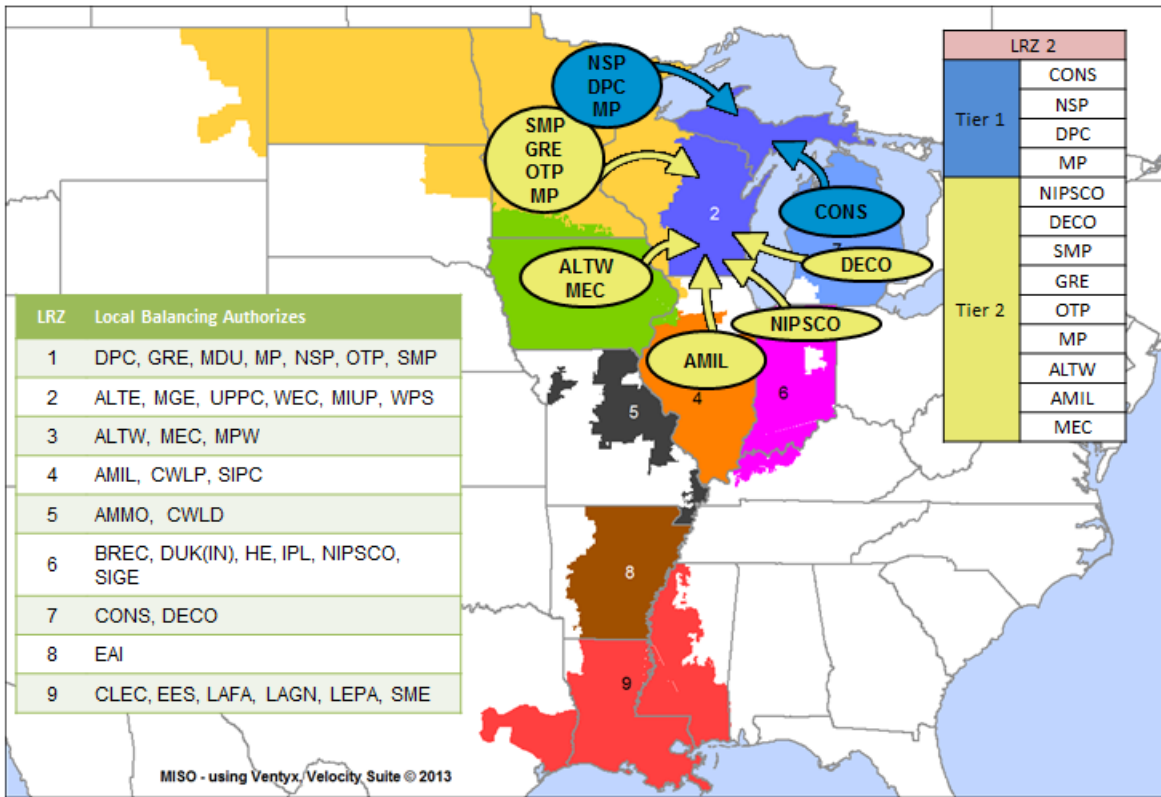 NSP
DPC
MP
SMP
GRE
OTP
MP
CONS
DECO
ALTW
MEC
NIPSCO
AMIL
2
7
4
6
5
8
9
LRZ 2
Tier 1
CONS
NSP
DPC
MP
Tier 2
NIPSCO
DECO
SMP
GRE
OTP
MP
ALTW
AMIL
MEC
LRZ Local Balancing Authorizes
1 DPC, GRE, MDU, MP, NSP, OTP, SMP
2 ALTE, MGE, UPPC, WEC, MIUP, WPS
3 ALTW, MEC, MPW
4 AMIL, CWLP, SIPC
5 AMMO, CWLD
6 BREC, DUK(IN), HE, IPL, NIPSCO,
SIGE
7 CONS, DECO
8 EAI
9 CLEC, EES, LAFA, LAGN, LEPA, SME
MISO - using Ventyx, Velocity Suite © 2013